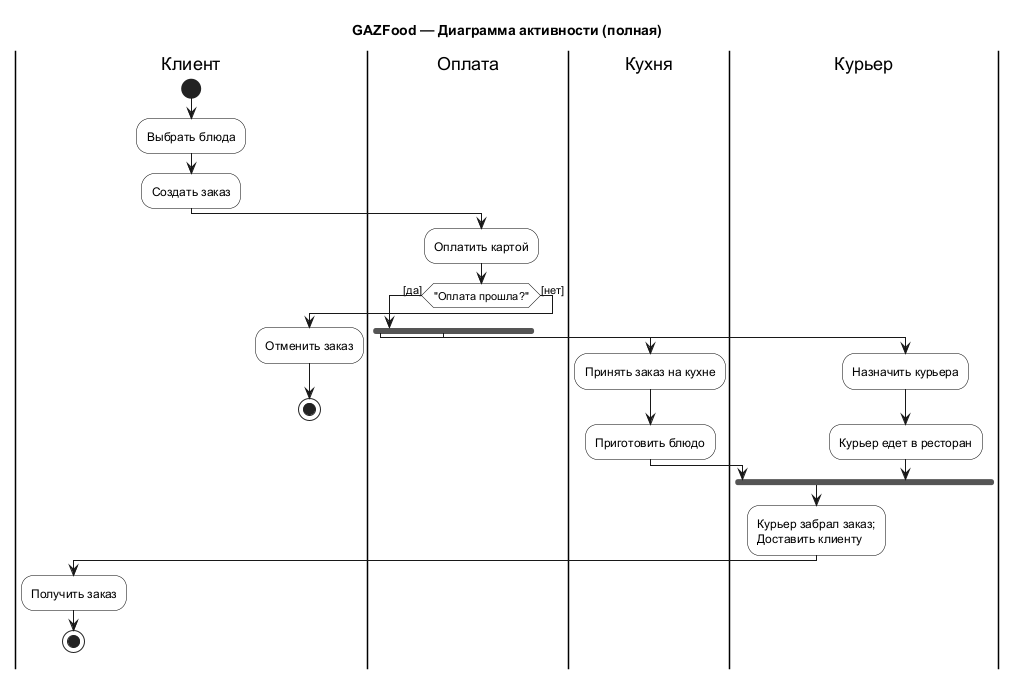 GAZFood — Диаграмма активности (полная)
Клиент
Оплата
Кухня
Курьер
Выбрать блюда
Создать заказ
Оплатить картой
[да]
"Оплата прошла?"
[нет]
Отменить заказ
Принять заказ на кухне
Назначить курьера
Приготовить блюдо
Курьер едет в ресторан
Курьер забрал заказ;
Доставить клиенту
Получить заказ